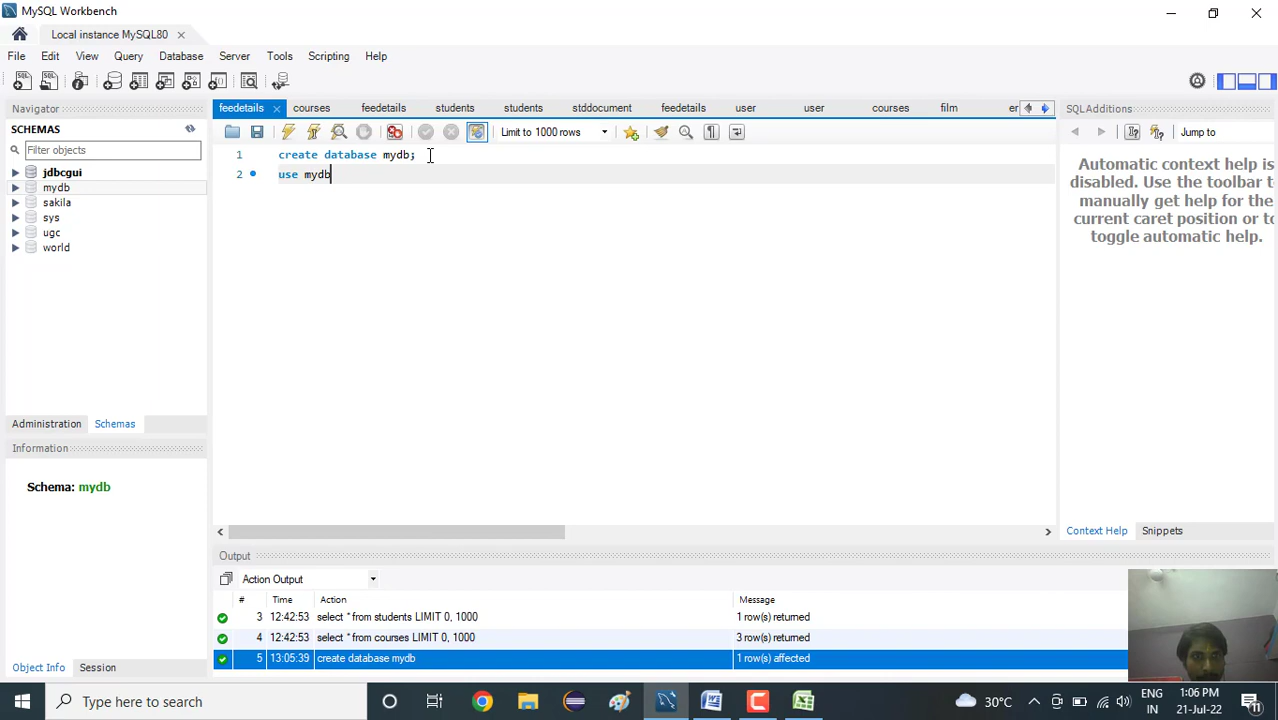 MySQL Workbench
Local instance MySQL80
File Edit View Query Database Server Tools Scripting Help
Navigator
SCHEMAS
Filter objects
jdbcgui
mydb
sakila
sys
ugc
world
Administration Schemas
Information
Schema: mydb
Object Info Session
feedetails courses feedetails students students stddocument feedetails user user courses film er
Limit to 1000 rows
1 create database mydb;
2 use mydb
SQLAdditions
Jump to
Automatic context help is
disabled. Use the toolbar to
manually get help for the
current caret position or to
toggle automatic help.
Context Help Snippets
Output
Action Output
# Time Action Message
3 12:42:53 select * from students LIMIT 0, 1000 1 row(s) returned
4 12:42:53 select * from courses LIMIT 0, 1000 3 row(s) returned
5 13:05:39 create database mydb 1 row(s) affected
Type here to search
30°C
ENG
IN
1:06 PM
21-Jul-22
11